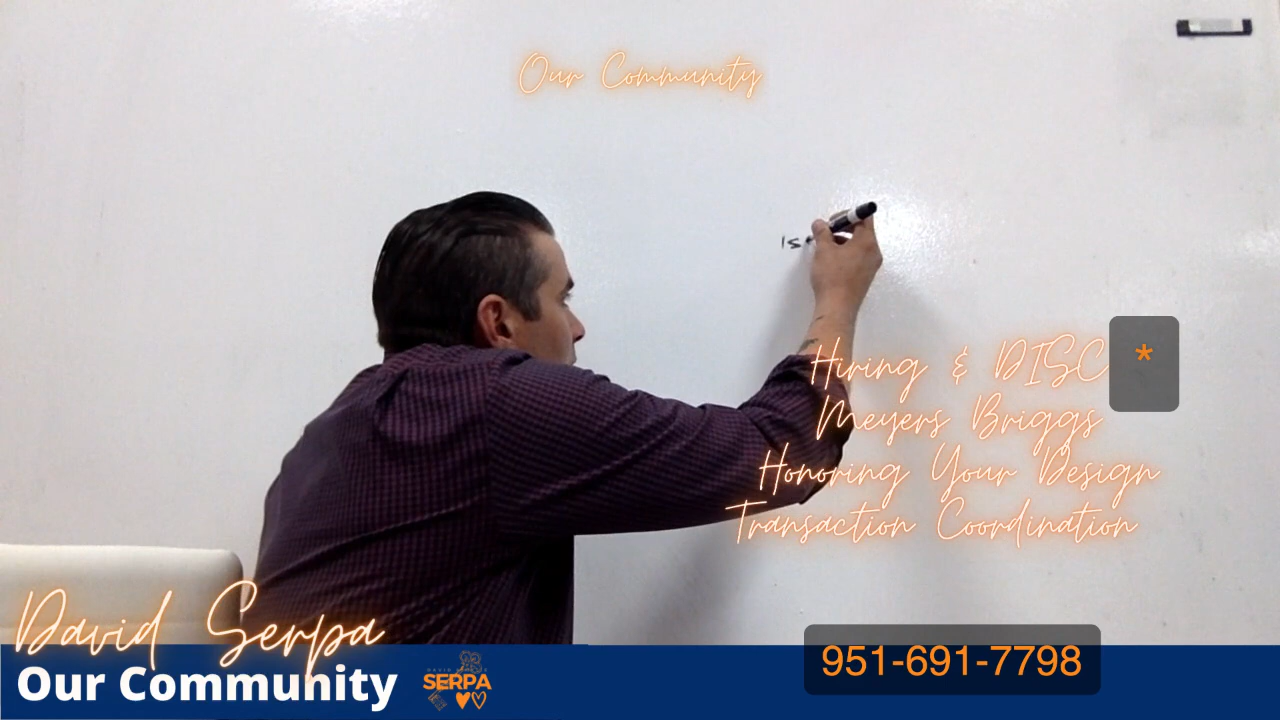 Our Community
Is
Hiring & DISC *
Meyers Briggs
Honoring Your Design
Transaction Coordination
David Serpa
Our Community
SERPA
951-691-7798